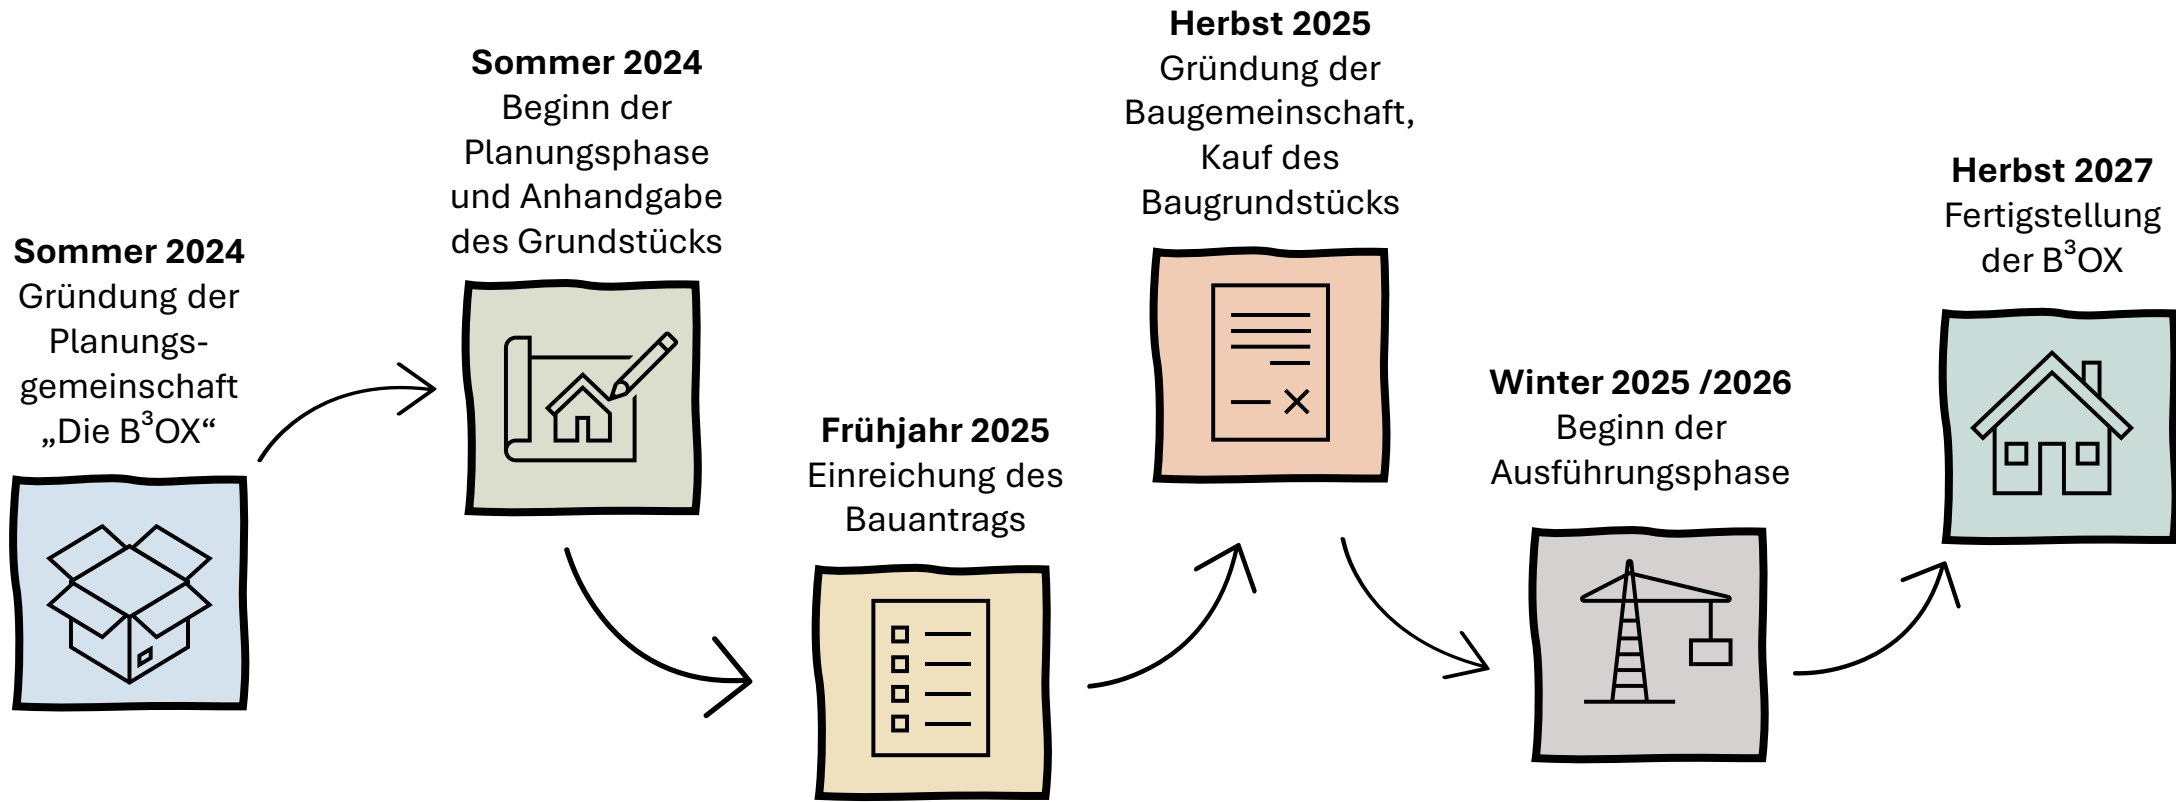 Sommer 2024
Gründung der
Planungs-
gemeinschaft
„Die B³OX“
Sommer 2024
Beginn der
Planungsphase
und Anhandgabe
des Grundstücks
Frühjahr 2025
Einreichung des
Bauantrags
Herbst 2025
Gründung der
Baugemeinschaft,
Kauf des
Baugrundstücks
Winter 2025 /2026
Beginn der
Ausführungsphase
Herbst 2027
Fertigstellung
der B³OX